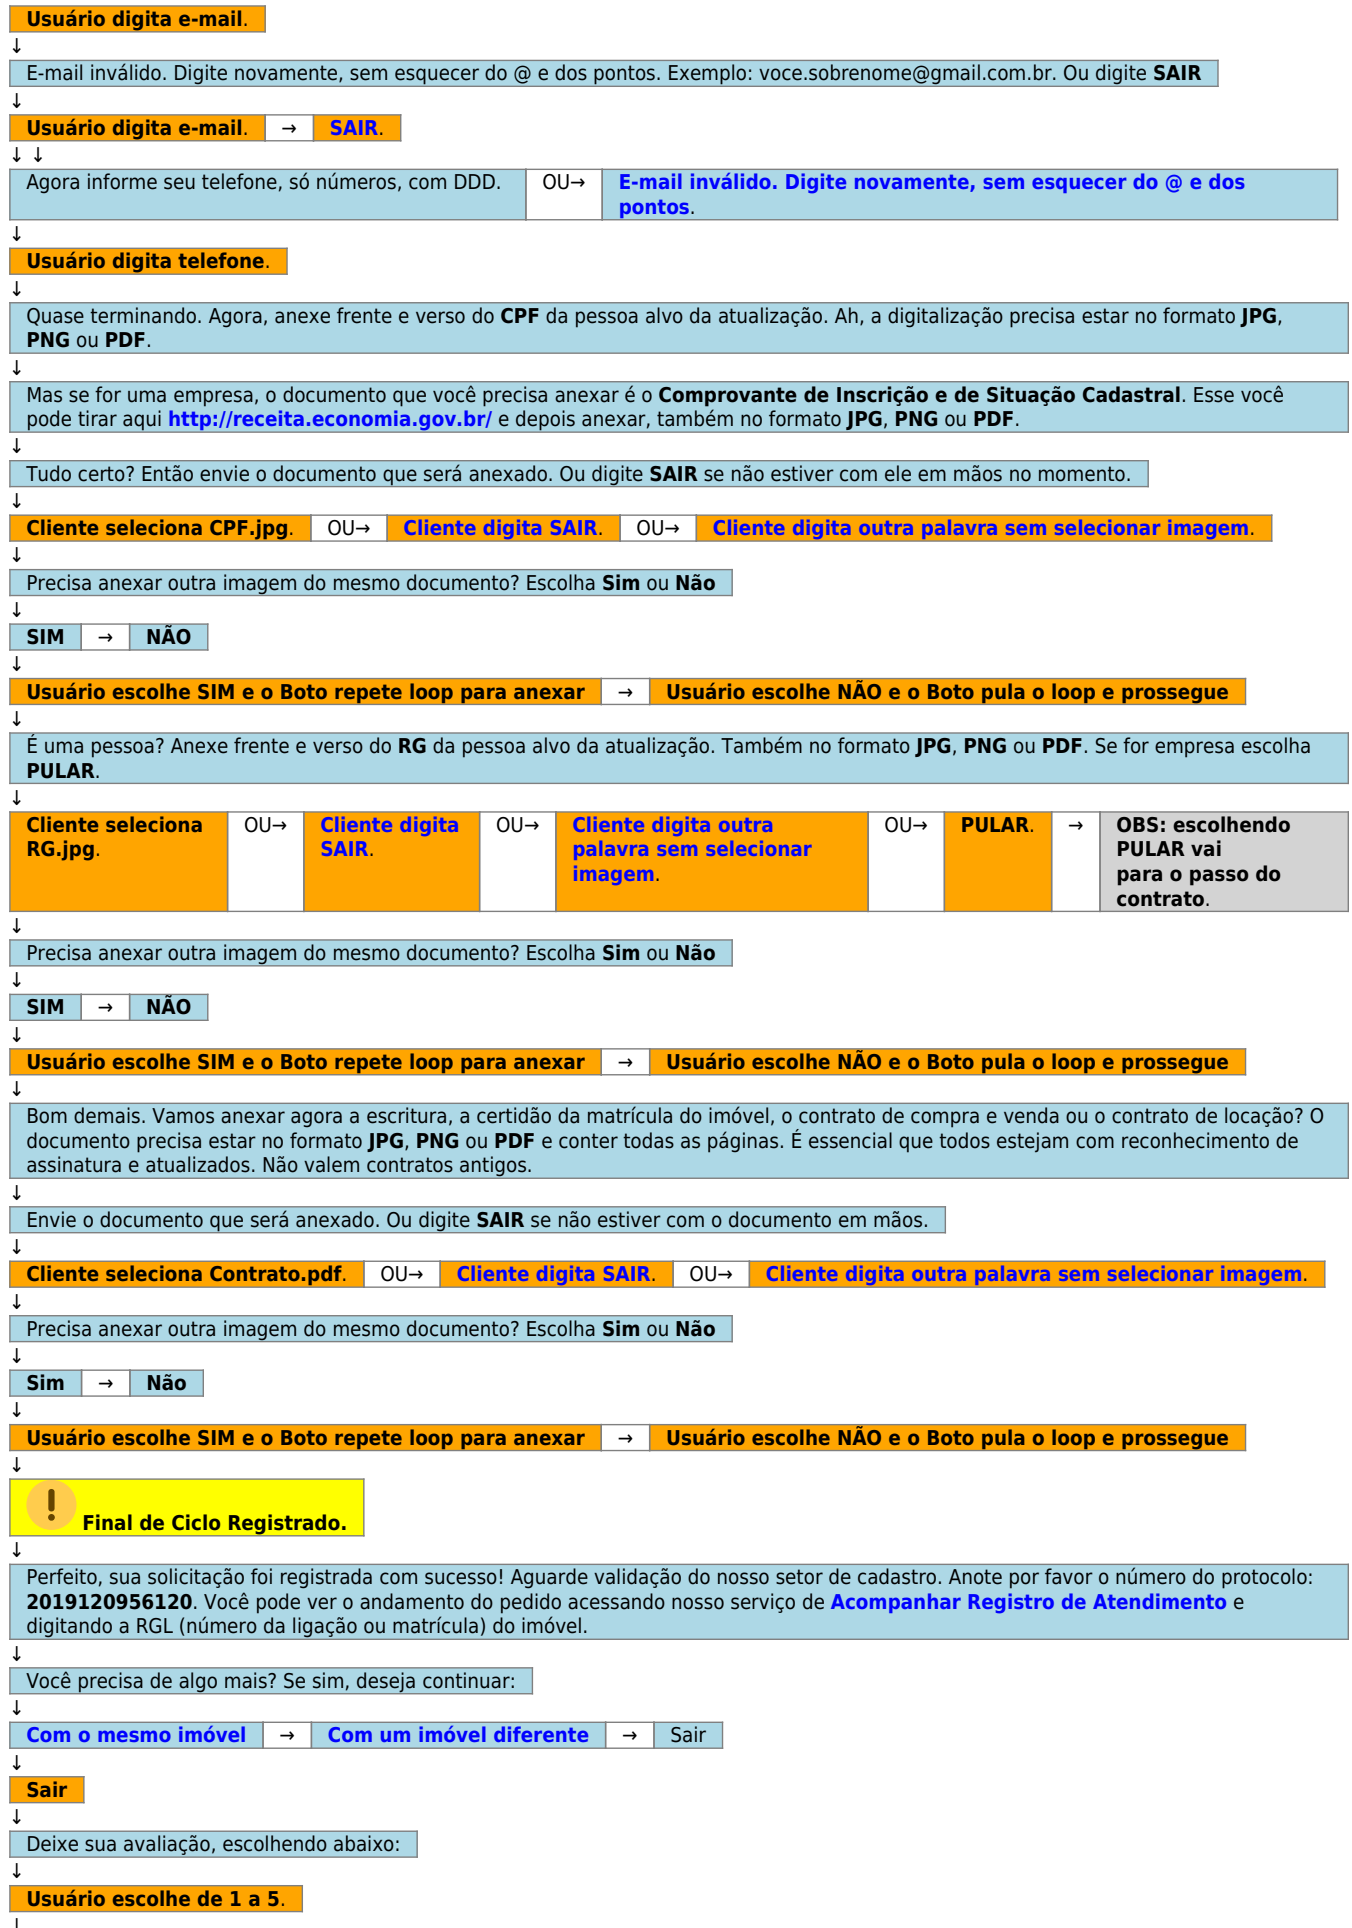 Usuário digita e-mail.
↓
E-mail inválido. Digite novamente, sem esquecer do @ e dos pontos. Exemplo: voce.sobrenome@gmail.com.br. Ou digite SAIR
↓
Usuário digita e-mail. → SAIR.
↓ ↓
Agora informe seu telefone, só números, com DDD. OU→ E-mail inválido. Digite novamente, sem esquecer do @ e dos
pontos.
↓
Usuário digita telefone.
↓
Quase terminando. Agora, anexe frente e verso do CPF da pessoa alvo da atualização. Ah, a digitalização precisa estar no formato JPG,
PNG ou PDF.
↓
Mas se for uma empresa, o documento que você precisa anexar é o Comprovante de Inscrição e de Situação Cadastral. Esse você
pode tirar aqui http://receita.economia.gov.br/ e depois anexar, também no formato JPG, PNG ou PDF.
↓
Tudo certo? Então envie o documento que será anexado. Ou digite SAIR se não estiver com ele em mãos no momento.
↓
Cliente seleciona CPF.jpg. OU→ Cliente digita SAIR. OU→ Cliente digita outra palavra sem selecionar imagem.
↓
Precisa anexar outra imagem do mesmo documento? Escolha Sim ou Não
↓
SIM → NÃO
↓
Usuário escolhe SIM e o Boto repete loop para anexar → Usuário escolhe NÃO e o Boto pula o loop e prossegue
↓
É uma pessoa? Anexe frente e verso do RG da pessoa alvo da atualização. Também no formato JPG, PNG ou PDF. Se for empresa escolha
PULAR.
↓
Cliente seleciona
RG.jpg.
OU→
Cliente digita
SAIR.
OU→
Cliente digita outra
palavra sem selecionar
imagem.
OU→
PULAR.
→
OBS: escolhendo
PULAR vai
para o passo do
contrato.
↓
Precisa anexar outra imagem do mesmo documento? Escolha Sim ou Não
↓
SIM → NÃO
↓
Usuário escolhe SIM e o Boto repete loop para anexar → Usuário escolhe NÃO e o Boto pula o loop e prossegue
↓
Bom demais. Vamos anexar agora a escritura, a certidão da matrícula do imóvel, o contrato de compra e venda ou o contrato de locação? O
documento precisa estar no formato JPG, PNG ou PDF e conter todas as páginas. É essencial que todos estejam com reconhecimento de
assinatura e atualizados. Não valem contratos antigos.
↓
Envie o documento que será anexado. Ou digite SAIR se não estiver com o documento em mãos.
↓
Cliente seleciona Contrato.pdf. OU→ Cliente digita SAIR. OU→ Cliente digita outra palavra sem selecionar imagem.
↓
Precisa anexar outra imagem do mesmo documento? Escolha Sim ou Não
↓
Sim → Não
↓
Usuário escolhe SIM e o Boto repete loop para anexar → Usuário escolhe NÃO e o Boto pula o loop e prossegue
↓
! Final de Ciclo Registrado.
↓
Perfeito, sua solicitação foi registrada com sucesso! Aguarde validação do nosso setor de cadastro. Anote por favor o número do protocolo:
2019120956120. Você pode ver o andamento do pedido acessando nosso serviço de Acompanhar Registro de Atendimento e
digitando a RGL (número da ligação ou matrícula) do imóvel.
↓
Você precisa de algo mais? Se sim, deseja continuar:
↓
Com o mesmo imóvel → Com um imóvel diferente → Sair
↓
Sair
↓
Deixe sua avaliação, escolhendo abaixo:
↓
Usuário escolhe de 1 a 5.
↓